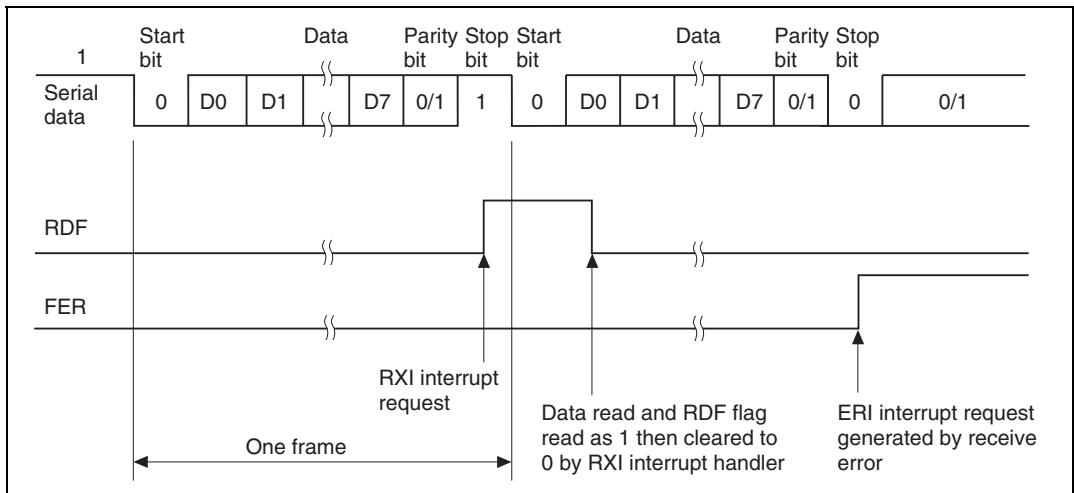 Start bit Data Parity bit Stop bit Start bit Data Parity bit Stop bit
1
Serial data 0 D0 D1 D7 0/1 1 0 D0 D1 D7 0/1 0 0/1
RDF
FER
RXI interrupt
request
Data read and RDF flag
read as 1 then cleared to
0 by RXI interrupt handler
ERI interrupt request
generated by receive
error
One frame